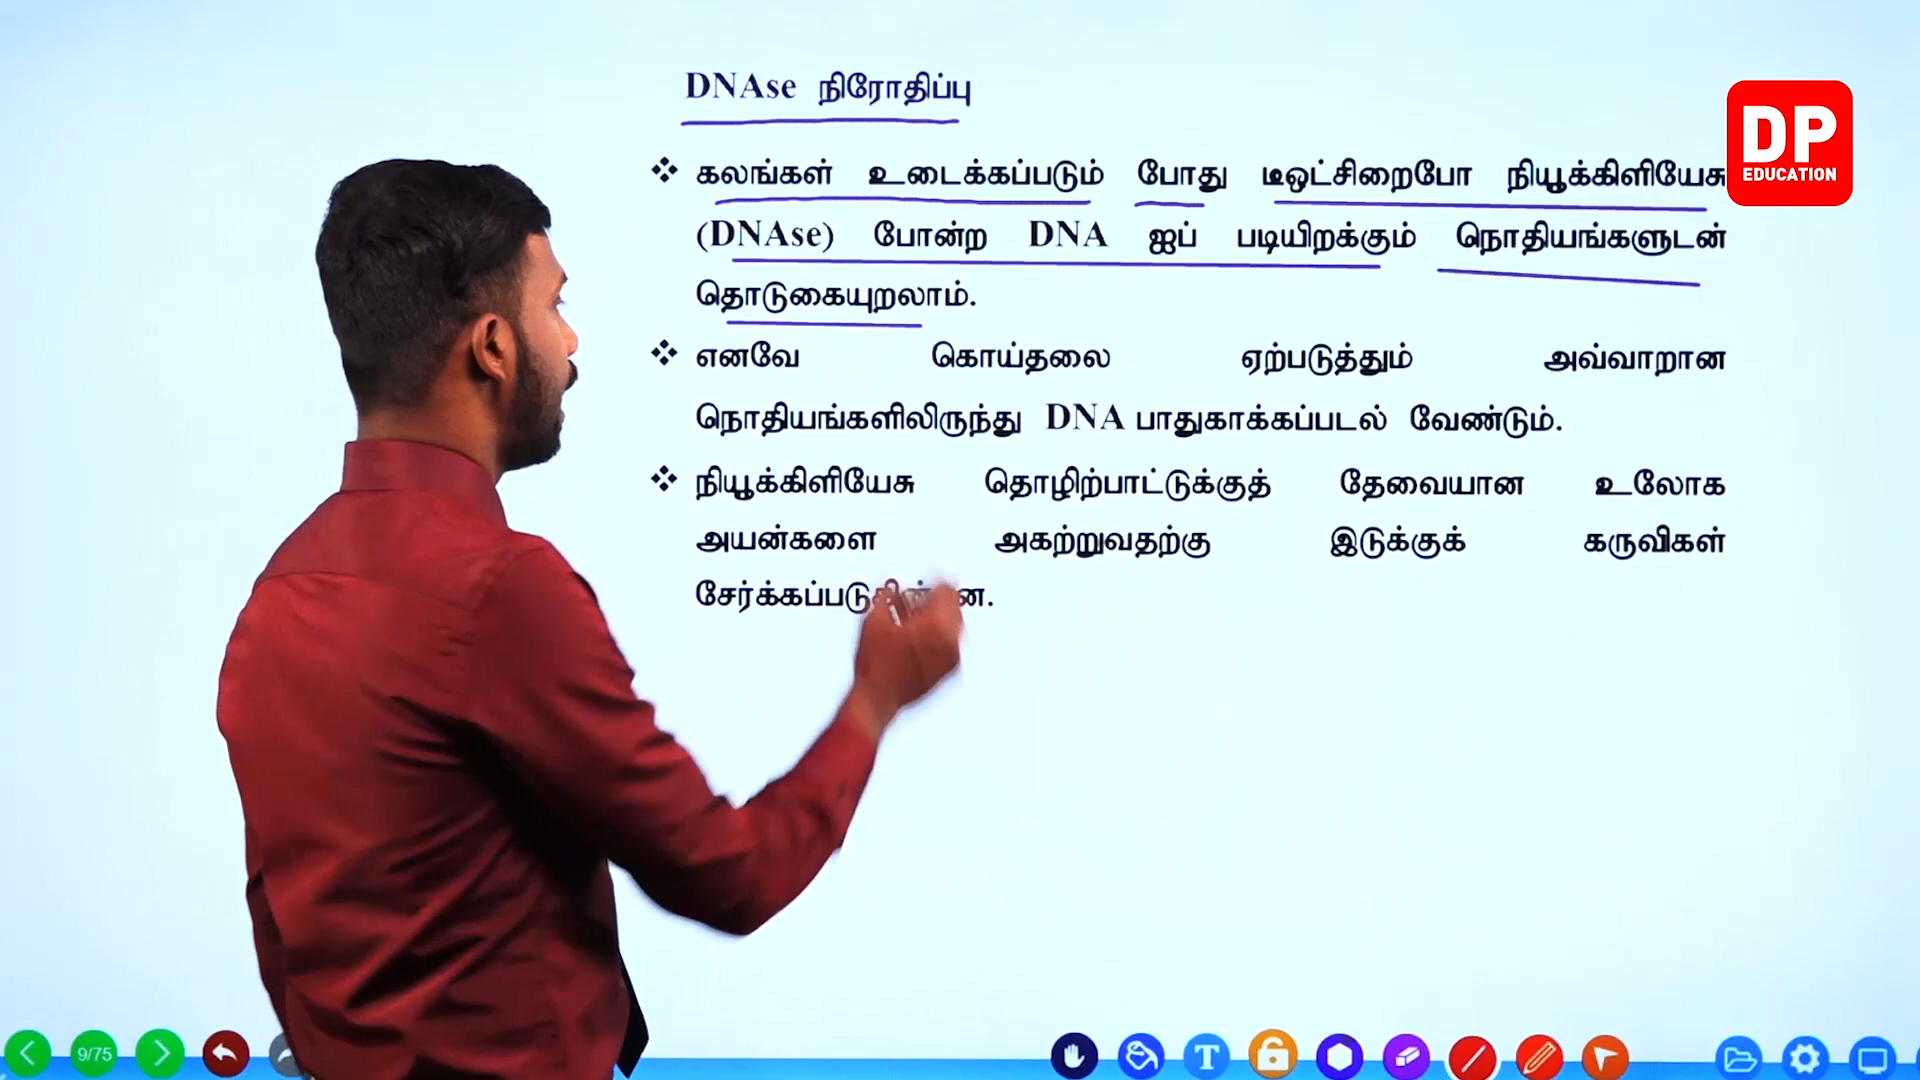 DNAse நிரோதிப்பு
DP
EDUCATION
❖ கலங்கள் உடைக்கப்படும் போது டீஒட்சிறைபோ நியூக்கிளியேசு
(DNAse) போன்ற DNA ஐப் படியிறக்கும் நொதியங்களுடன்
தொடுகையுறலாம்.
❖ எனவே கொய்தலை ஏற்படுத்தும் அவ்வாறான
நொதியங்களிலிருந்து DNA பாதுகாக்கப்படல் வேண்டும்.
❖ நியூக்கிளியேசு தொழிற்பாட்டுக்குத் தேவையான உலோக
அயன்களை அகற்றுவதற்கு இடுக்குக் கருவிகள்
9/75
T